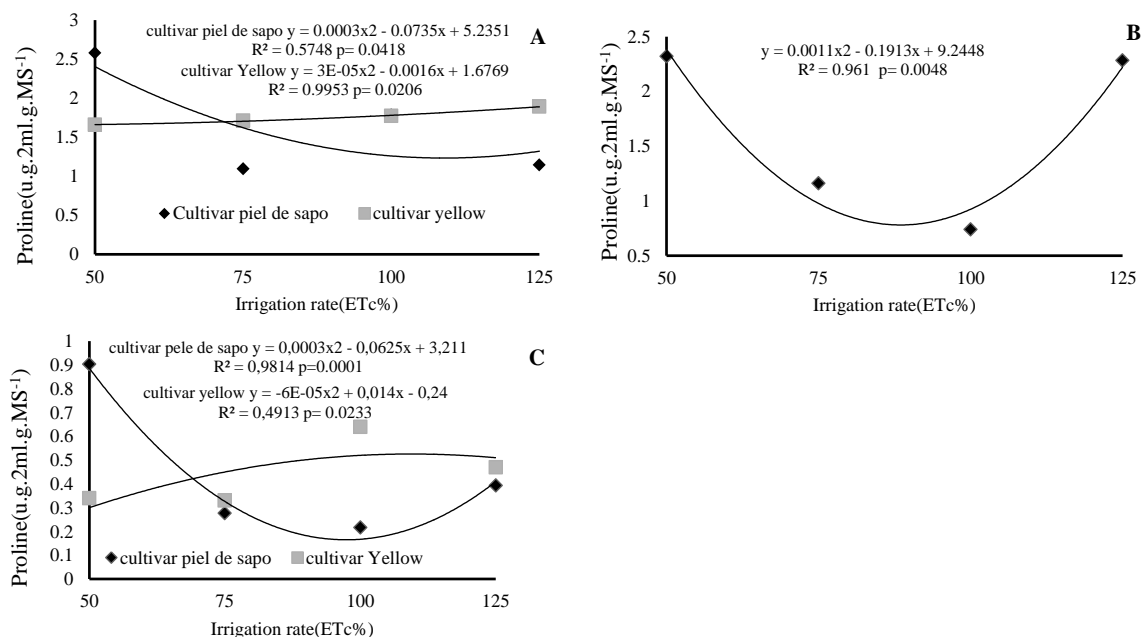 cultivar piel de sapo y = 0.0003x2 - 0.0735x + 5.2351
R² = 0.5748 p= 0.0418
cultivar Yellow y = 3E-05x2 - 0.0016x + 1.6769
R² = 0.9953 p= 0.0206
A
Proline(u.g.2ml.g.MS-1)
3
2.5
2
1.5
1
0.5
0
Cultivar piel de sapo cultivar yellow
50 75 100 125
Irrigation rate(ETc%)
B
y = 0.0011x2 - 0.1913x + 9.2448
R² = 0.961 p= 0.0048
Proline(u.g.2ml.g.MS-1)
2.5
2
1.5
1
0.5
50 75 100 125
Irrigation rate(ETc%)
C
cultivar pele de sapo y = 0,0003x2 - 0,0625x + 3,211
R² = 0,9814 p=0.0001
cultivar yellow y = -6E-05x2 + 0,014x - 0,24
R² = 0,4913 p= 0.0233
Proline(u.g.2ml.g.MS-1)
1
0.9
0.8
0.7
0.6
0.5
0.4
0.3
0.2
0.1
0
cultivar piel de sapo cultivar Yellow
50 75 100 125
Irrigation rate(ETc%)